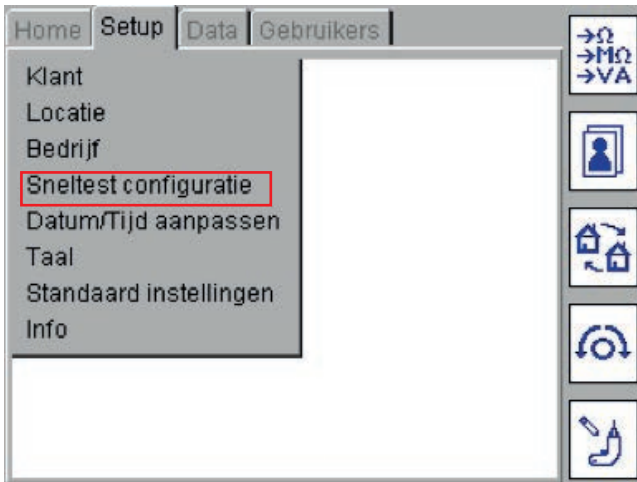 Home Setup Data Gebruikers
Klant
Locatie
Bedrijf
Sneltest configuratie
Datum/Tijd aanpassen
Taal
Standaard instellingen
Info
→Ω
→MΩ
→VA